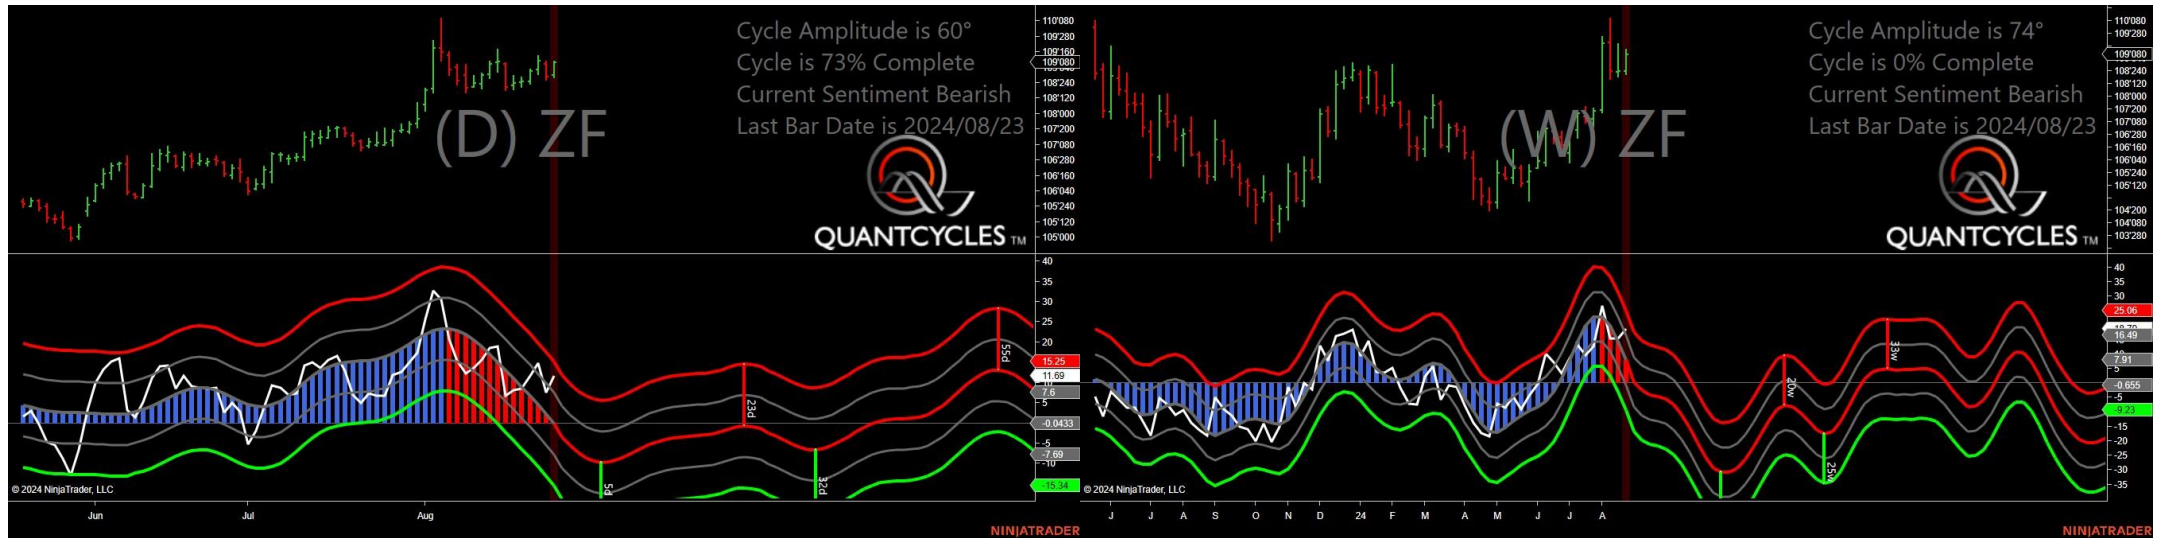 Cycle Amplitude is 60°
Cycle is 73% Complete
Current Sentiment Bearish
Last Bar Date is 2024/08/23
(D) ZF
QUANTCYCLES TM
110'080
109'280
109'160
109'080
108'240
108'120
108'000
107'200
107'080
106'280
106'160
106'040
105'240
105'120
105'000
40
35
30
25
20
15.25
11.69
7.6
5
-0.0433
-5
-7.69
-10
-15.34
5d
23d
32d
55d
© 2024 NinjaTrader, LLC
Jun Jul Aug
NINJATRADER
Cycle Amplitude is 74°
Cycle is 0% Complete
Current Sentiment Bearish
Last Bar Date is 2024/08/23
(W) ZF
QUANTCYCLES TM
110'080
109'280
109'080
108'240
108'120
108'000
107'200
107'080
106'280
106'160
106'040
105'240
105'120
104'200
104'080
103'280
40
35
30
25.06
16.49
7.91
5
-0.655
-5
-9.23
-15
-20
-25
-30
-35
20w
25w
33w
© 2024 NinjaTrader, LLC
J J A S O N D 24 F M A M J J A
NINJATRADER